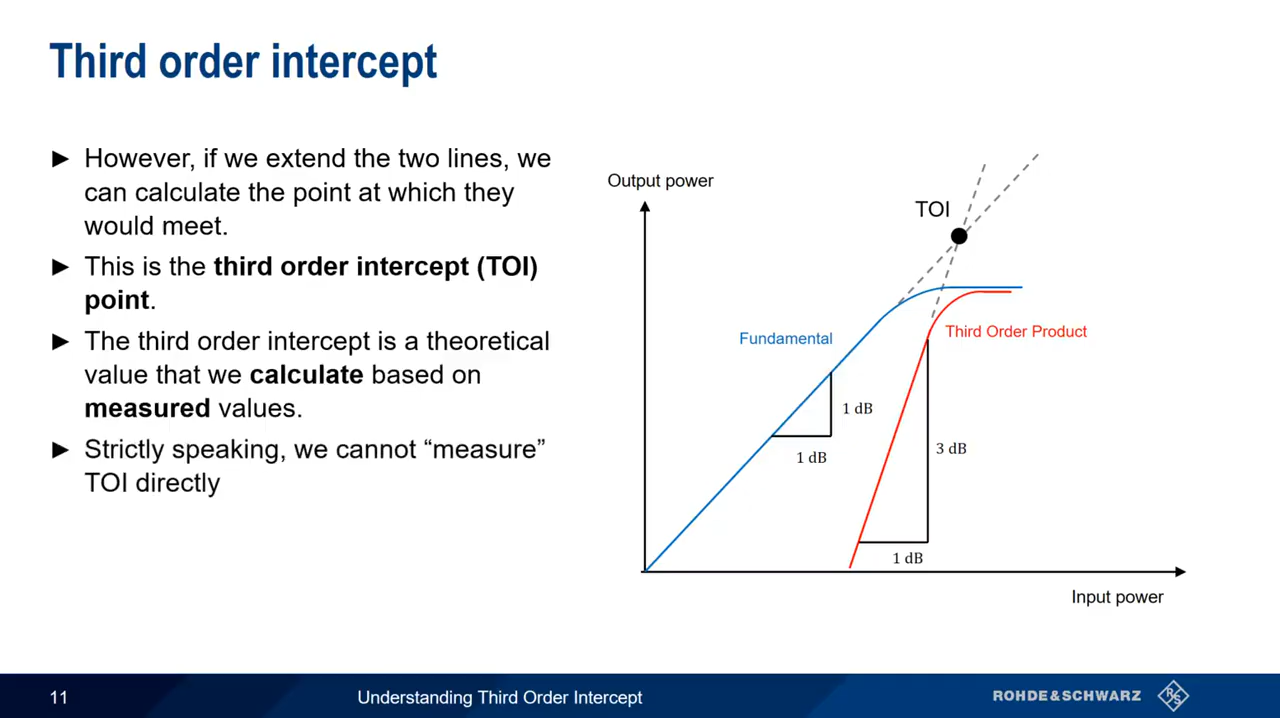 Third order intercept
► However, if we extend the two lines, we
can calculate the point at which they
would meet.
► This is the third order intercept (TOI)
point.
► The third order intercept is a theoretical
value that we calculate based on
measured values.
► Strictly speaking, we cannot “measure”
TOI directly
Output power
TOI
Fundamental
Third Order Product
1 dB
1 dB
3 dB
1 dB
Input power
11
Understanding Third Order Intercept
ROHDE&SCHWARZ
RS